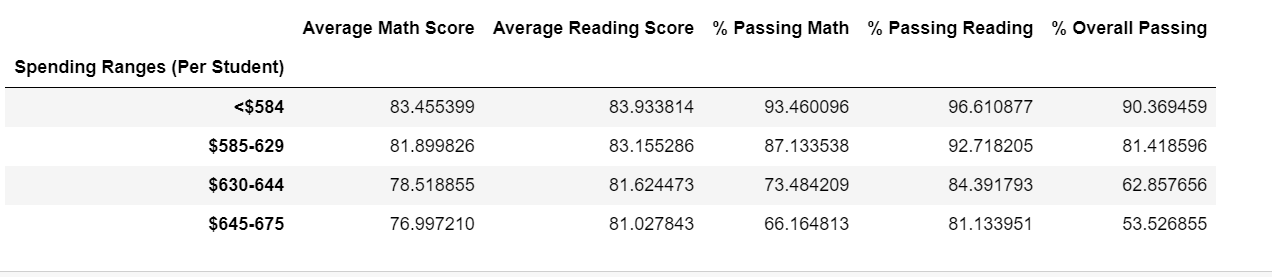 Average Math Score Average Reading Score % Passing Math % Passing Reading % Overall Passing
Spending Ranges (Per Student)
<$584 83.455399 83.933814 93.460096 96.610877 90.369459
$585-629 81.899826 83.155286 87.133538 92.718205 81.418596
$630-644 78.518855 81.624473 73.484209 84.391793 62.857656
$645-675 76.997210 81.027843 66.164813 81.133951 53.526855